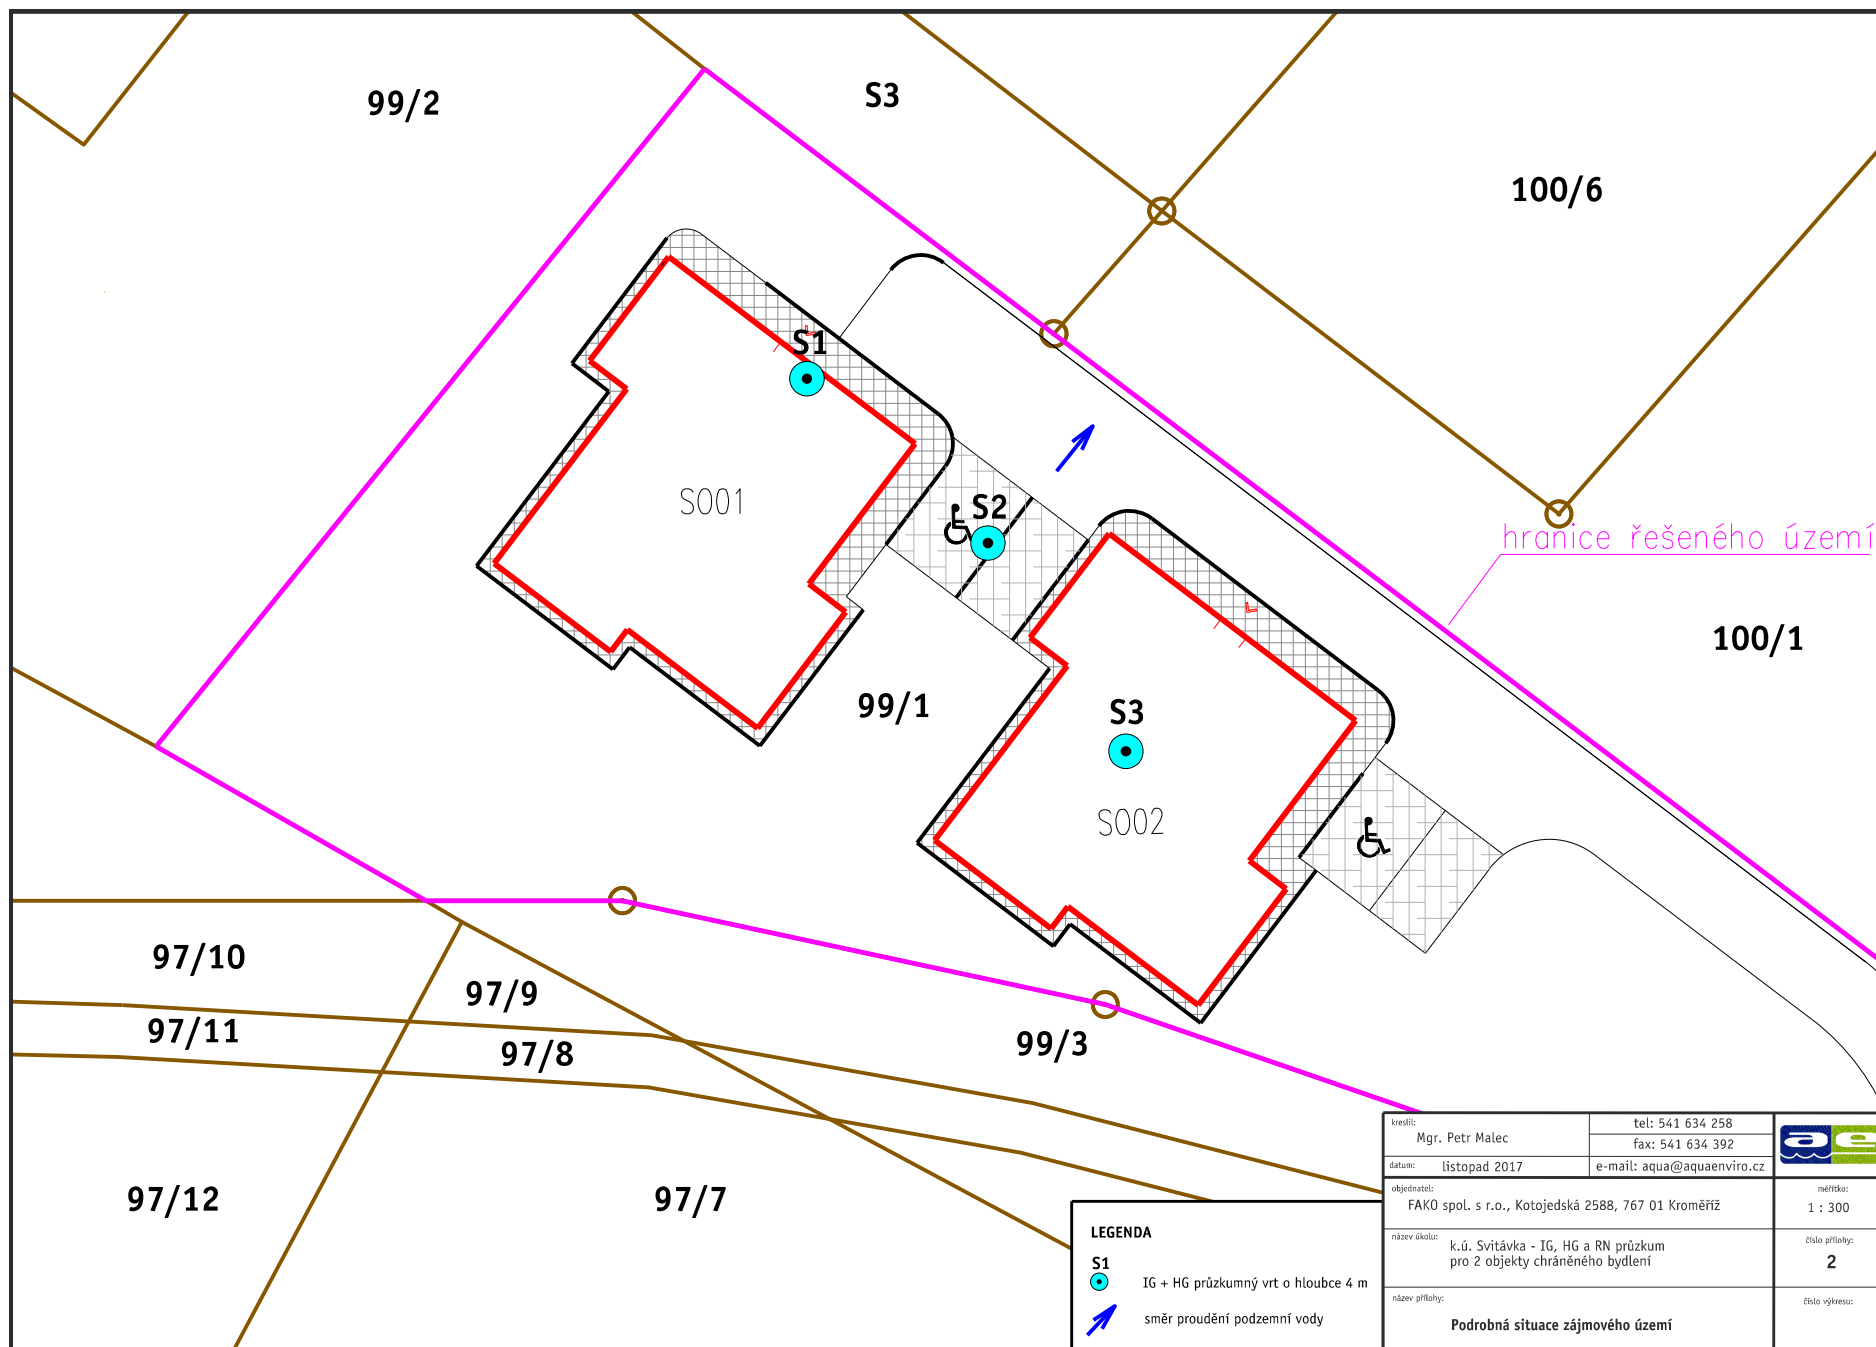 99/2
S3
100/6
S1
hranice řešeného území
S001
S2
100/1
99/1
S3
S002
97/10
97/9
97/11
97/8
99/3
97/12
97/7
LEGENDA
S1
IG + HG průzkumný vrt o hloubce 4 m
směr proudění podzemní vody
kreslil:
Mgr. Petr Malec
tel: 541 634 258
fax: 541 634 392
datum:
listopad 2017
e-mail: aqua@aquaenviro.cz
ae
objednatel:
FAKO spol. s r.o., Kotojedská 2588, 767 01 Kroměříž
měřítko:
1 : 300
název úkolu:
k.ú. Svitávka - IG, HG a RN průzkum
pro 2 objekty chráněného bydlení
číslo přílohy:
2
název přílohy:
Podrobná situace zájmového území
číslo výkresu: